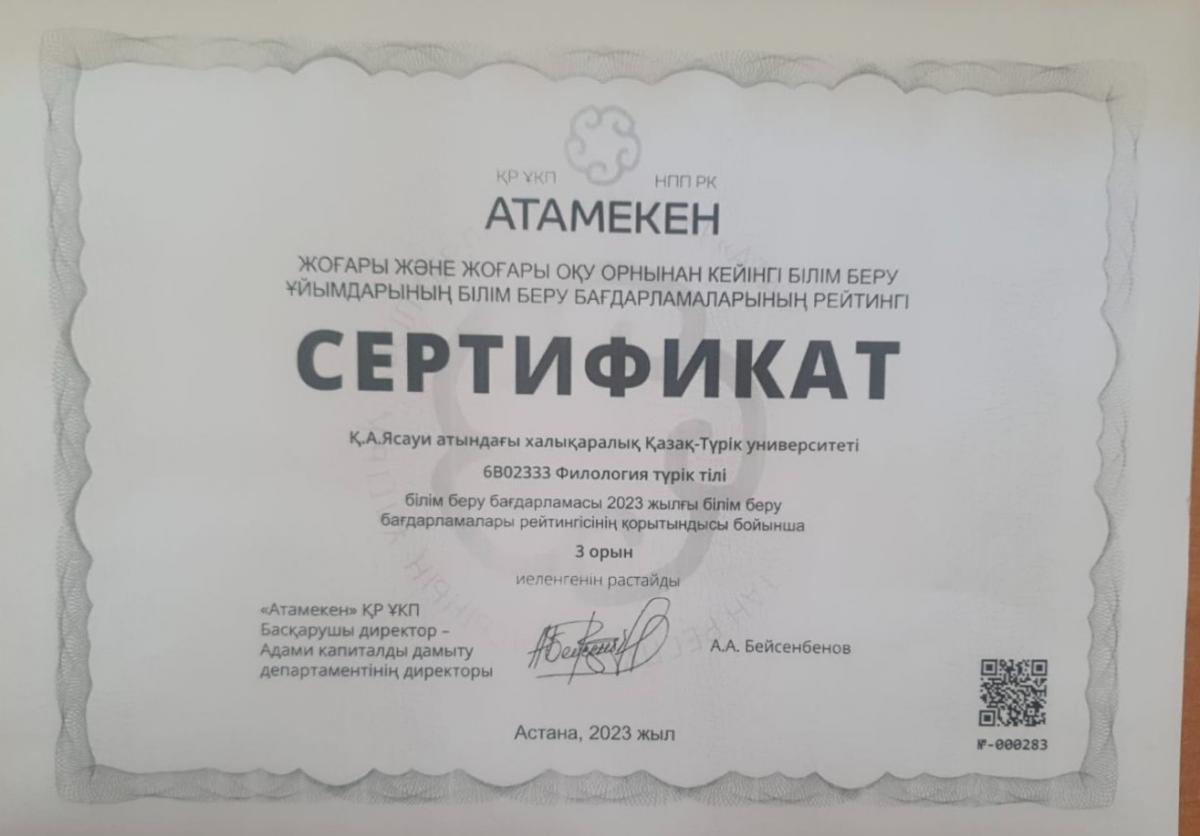 ҚР ҰКП НПП РК
АТАМЕКЕН
ЖОҒАРЫ ЖӘНЕ ЖОҒАРЫ ОҚУ ОРНЫНАН КЕЙІНГІ БІЛІМ БЕРУ
ҰЙЫМДАРЫНЫҢ БІЛІМ БЕРУ БАҒДАРЛАМАЛАРЫНЫҢ РЕЙТИНГІ
СЕРТИФИКАТ
Қ.А.Ясауи атындағы халықаралық Қазақ-Түрік университеті
6B02333 Филология түрік тілі
білім беру бағдарламасы 2023 жылғы білім беру
бағдарламалары рейтингісінің қорытындысы бойынша
3 орын
иеленгенін растайды
«Атамекен» ҚР ҰКП
Басқарушы директор –
Адами капиталды дамыту
департаментінің директоры
А.А. Бейсенбенов
Астана, 2023 жыл
№-000283